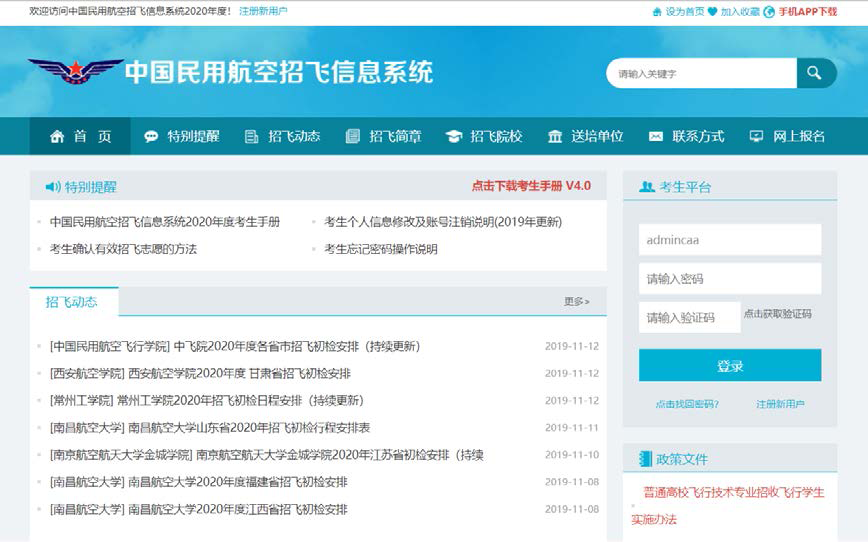 欢迎访问中国民用航空招飞信息系统2020年度！ 注册新用户
设为首页 加入收藏 手机APP下载
中国民用航空招飞信息系统
请输入关键字
首 页 特别提醒 招飞动态 招飞简章 招飞院校 送培单位 联系方式 网上报名
特别提醒 点击下载考生手册 V4.0
中国民用航空招飞信息系统2020年度考生手册 考生个人信息修改及账号注销说明(2019年更新)
考生确认有效招飞志愿的方法 考生忘记密码操作说明
招飞动态 更多>
[中国民用航空飞行学院] 中飞院2020年度各省市招飞初检安排（持续更新） 2019-11-12
[西安航空学院] 西安航空学院2020年度 甘肃省招飞初检安排 2019-11-12
[常州工学院] 常州工学院2020年招飞初检日程安排（持续更新） 2019-11-12
[南昌航空大学] 南昌航空大学山东省2020年招飞初检行程安排表 2019-11-11
[南京航空航天大学金城学院] 南京航空航天大学金城学院2020年江苏省初检安排（持续 2019-11-10
[南昌航空大学] 南昌航空大学2020年度福建省招飞初检安排 2019-11-08
[南昌航空大学] 南昌航空大学2020年度江西省招飞初检安排 2019-11-08
考生平台
admincaa
请输入密码
请输入验证码 点击获取验证码
登录
点击找回密码? 注册新用户
政策文件
普通高校飞行技术专业招收飞行学生
实施办法